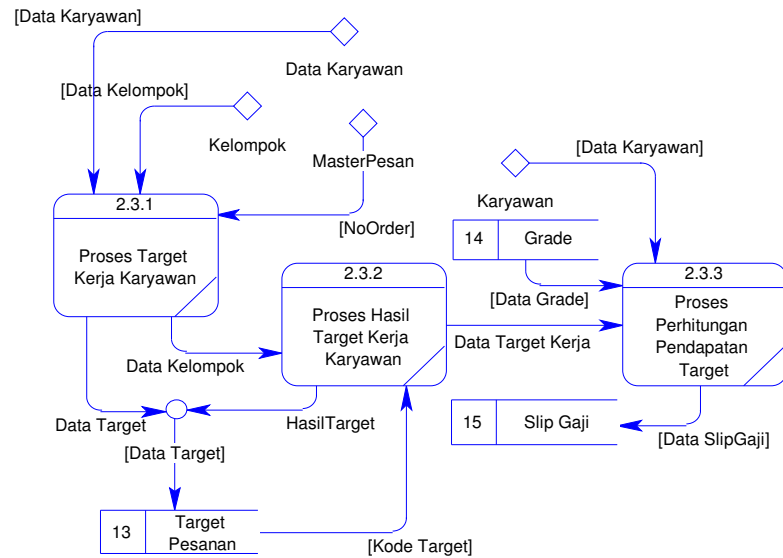 [Data Karyawan]
Data Karyawan
[Data Kelompok]
Kelompok
MasterPesan
[NoOrder]
[Data Karyawan]
Karyawan
2.3.1
Proses Target
Kerja Karyawan
14
Grade
[Data Grade]
2.3.2
Proses Hasil
Target Kerja
Karyawan
2.3.3
Proses
Perhitungan
Pendapatan
Target
Data Target Kerja
Data Kelompok
Data Target
HasilTarget
[Data Target]
15
Slip Gaji
[Data SlipGaji]
13
Target
Pesanan
[Kode Target]